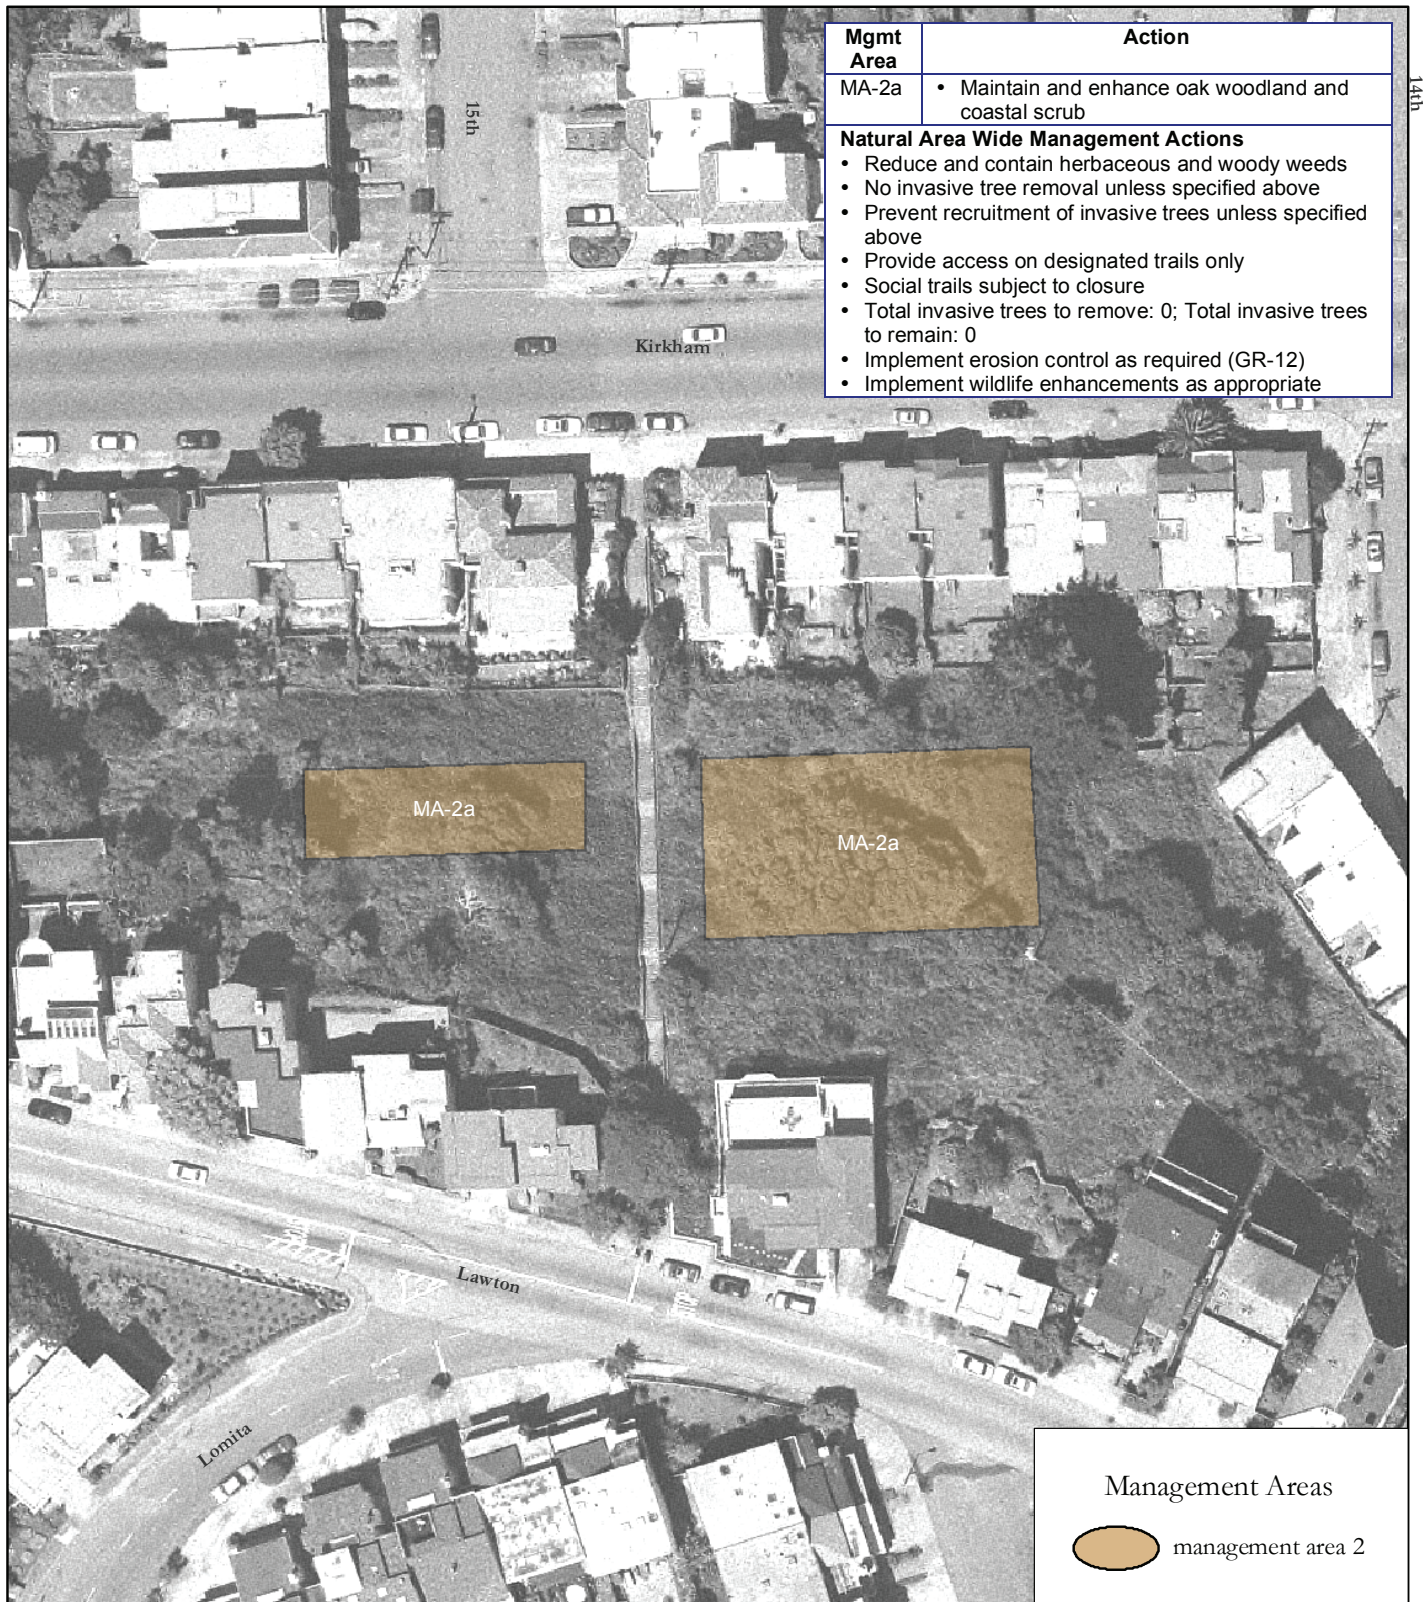 Mgmt Area
Action
MA-2a
• Maintain and enhance oak woodland and
coastal scrub
Natural Area Wide Management Actions
• Reduce and contain herbaceous and woody weeds
• No invasive tree removal unless specified above
• Prevent recruitment of invasive trees unless specified
above
• Provide access on designated trails only
• Social trails subject to closure
• Total invasive trees to remove: 0; Total invasive trees
to remain: 0
• Implement erosion control as required (GR-12)
• Implement wildlife enhancements as appropriate
14th
15th
Kirkham
MA-2a
MA-2a
Lawton
Lomita
Management Areas
management area 2